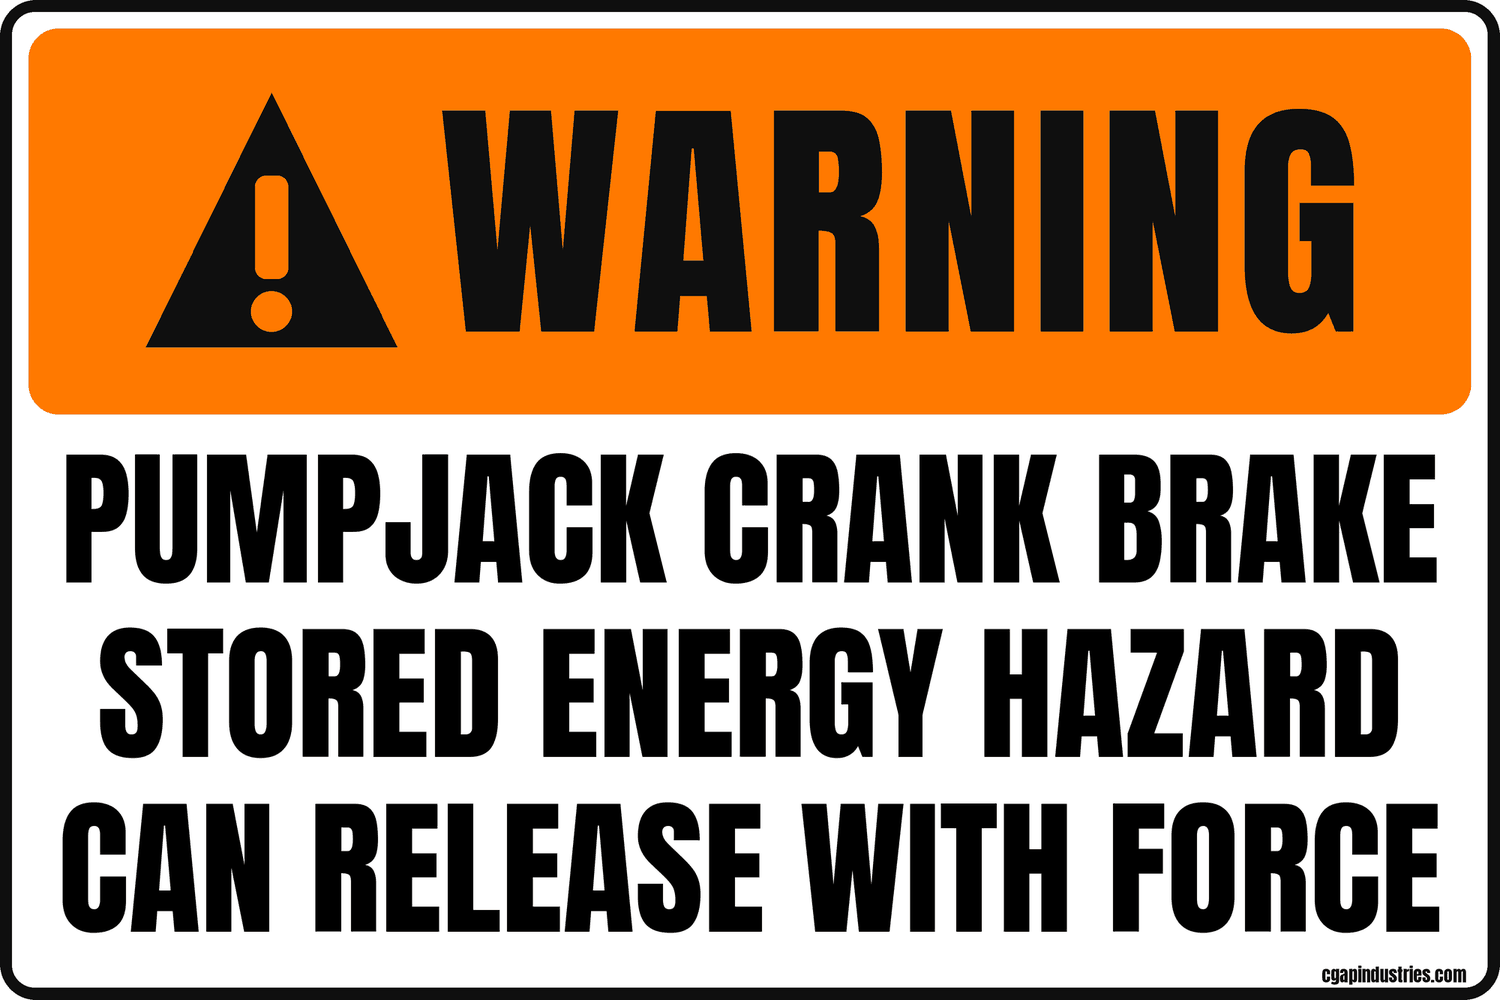 WARNING
PUMPJACK CRANK BRAKE
STORED ENERGY HAZARD
CAN RELEASE WITH FORCE
cgapindustries.com